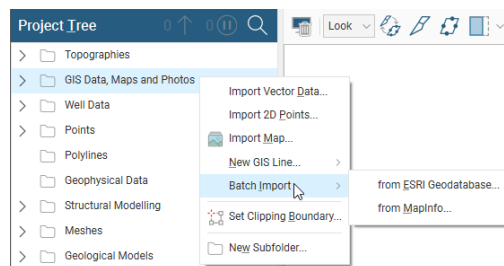 Project Tree 0 0 Look
Topographies
GIS Data, Maps and Photos
Well Data
Points
Polylines
Geophysical Data
Structural Modelling
Meshes
Geological Models
Import Vector Data...
Import 2D Points...
Import Map...
New GIS Line...
Batch Import
Set Clipping Boundary...
New Subfolder...
from ESRI Geodatabase...
from MapInfo...